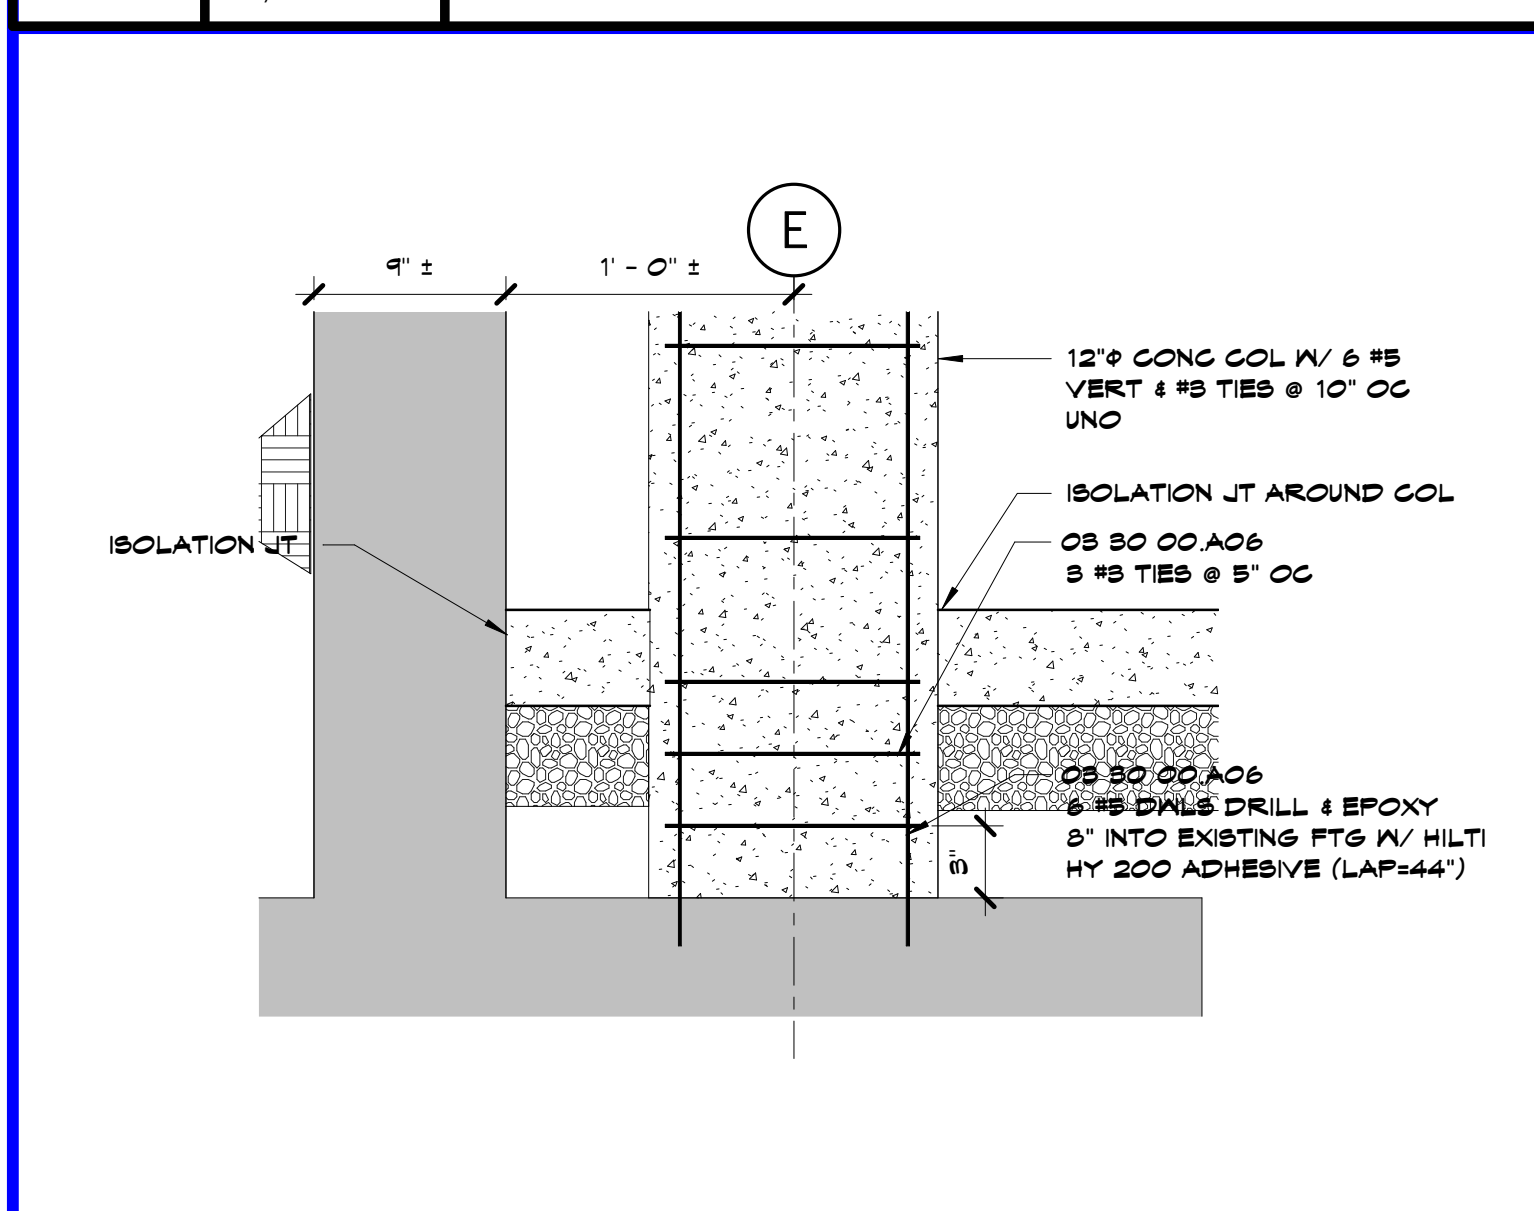 E
9" ±
1' - 0" ±
12"Φ CONC COL W/ 6 #5
VERT & #3 TIES @ 10" OC
UNO
ISOLATION JT AROUND COL
03 30 00.A06
3 #3 TIES @ 5" OC
ISOLATION JT
03 30 00.A06
6 #5 DWLS DRILL & EPOXY
8" INTO EXISTING FTG W/ HILTI
HY 200 ADHESIVE (LAP=44")
3"